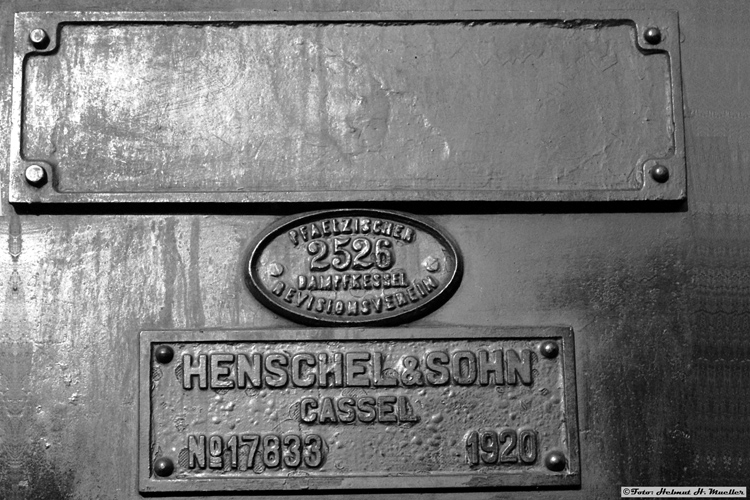 PFAELZISCHER
2526
DAMPFKESSEL
REVISIONSVEREIN
HENSCHEL&SOHN
CASSEL
No17833 1920
©Foto: Helmut H. Mueller